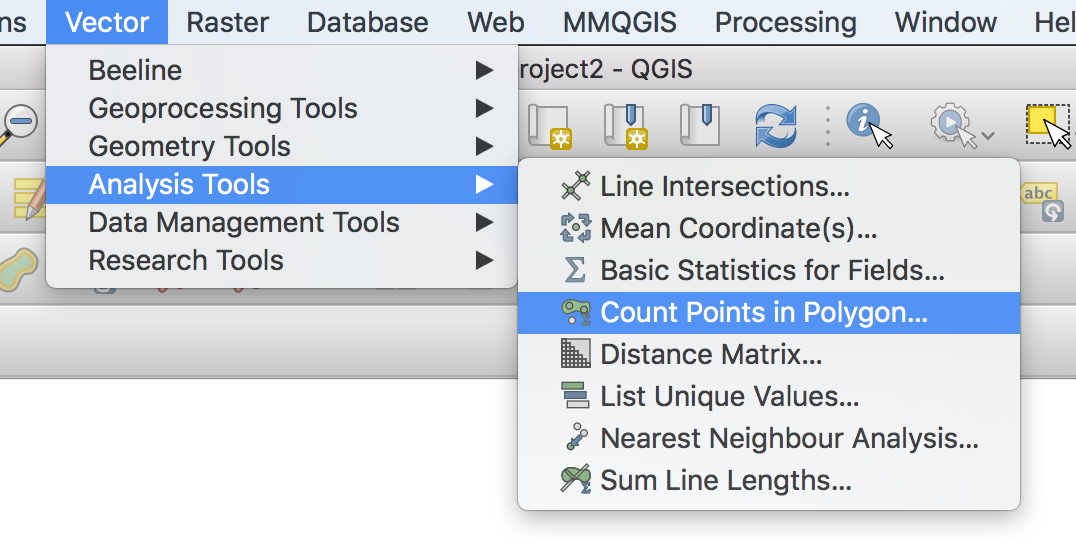 ns Vector Raster Database Web MMQGIS Processing Window Hel
roject2 - QGIS
Beeline
Geoprocessing Tools
Geometry Tools
Analysis Tools
Data Management Tools
Research Tools
abc
Line Intersections...
Mean Coordinate(s)...
Basic Statistics for Fields...
Count Points in Polygon...
Distance Matrix...
List Unique Values...
Nearest Neighbour Analysis...
Sum Line Lengths...